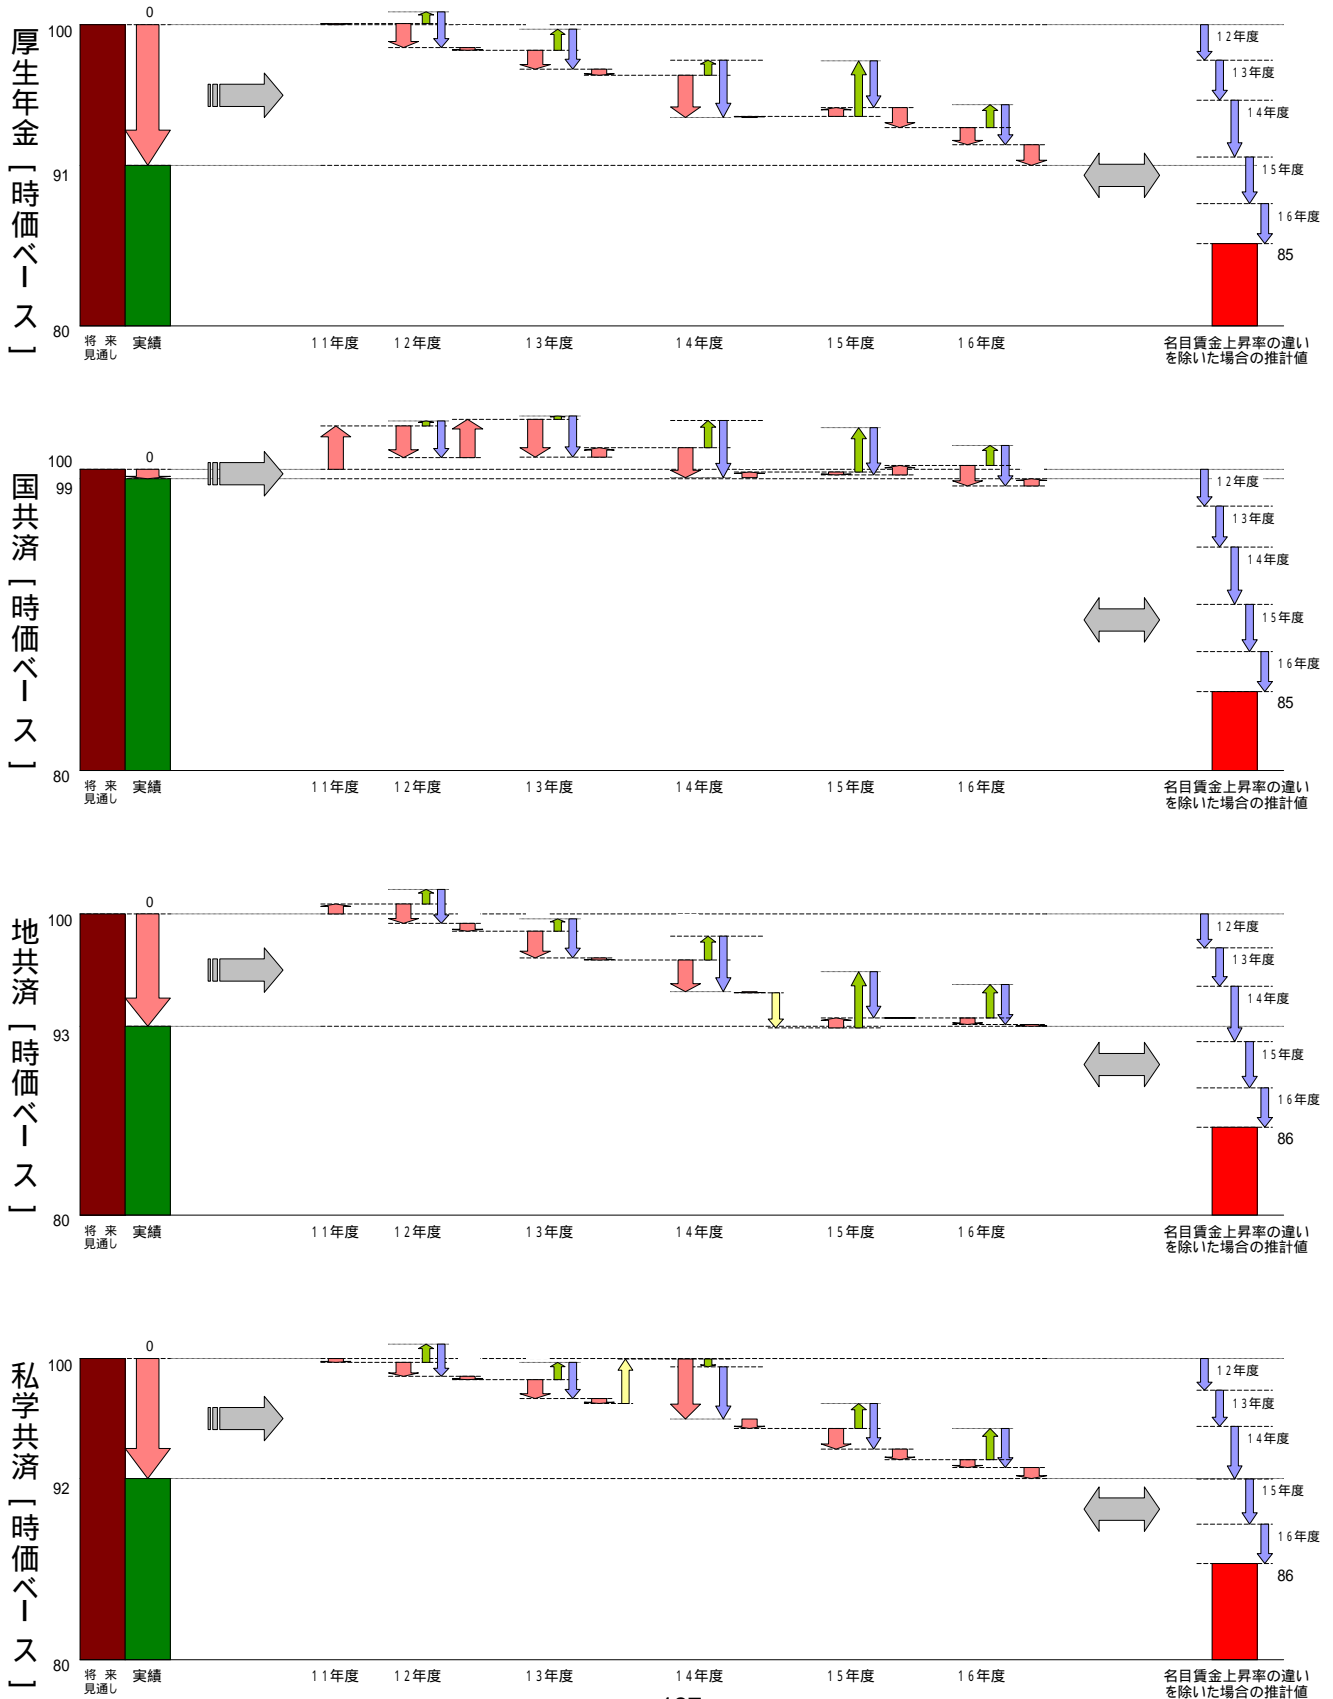 厚生年金[時価ベース]
0
100
91
80
将 来
見通し
実績
11年度
12年度
13年度
14年度
15年度
16年度
12年度
13年度
14年度
15年度
16年度
85
名目賃金上昇率の違い
を除いた場合の推計値
国共済[時価ベース]
0
100
99
80
将 来
見通し
実績
11年度
12年度
13年度
14年度
15年度
16年度
12年度
13年度
14年度
15年度
16年度
85
名目賃金上昇率の違い
を除いた場合の推計値
地共済[時価ベース]
0
100
93
80
将 来
見通し
実績
11年度
12年度
13年度
14年度
15年度
16年度
12年度
13年度
14年度
15年度
16年度
86
名目賃金上昇率の違い
を除いた場合の推計値
私学共済[時価ベース]
0
100
92
80
将 来
見通し
実績
11年度
12年度
13年度
14年度
15年度
16年度
12年度
13年度
14年度
15年度
16年度
86
名目賃金上昇率の違い
を除いた場合の推計値